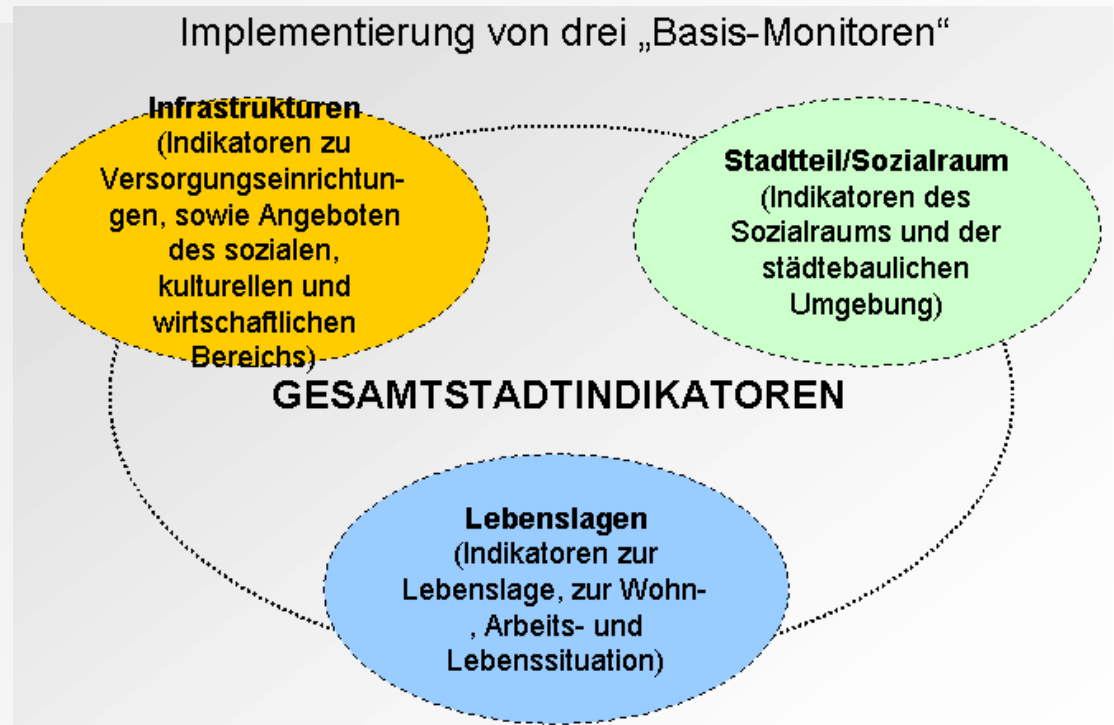 Implementierung von drei „Basis-Monitoren“
Infrastrukturen
(Indikatoren zu
Versorgungseinrichtun-
gen, sowie Angeboten
des sozialen,
kulturellen und
wirtschaftlichen
Bereichs)
Stadtteil/Sozialraum
(Indikatoren des
Sozialraums und der
städtebaulichen
Umgebung)
GESAMTSTADTINDIKATOREN
Lebenslagen
(Indikatoren zur
Lebenslage, zur Wohn-
, Arbeits- und
Lebenssituation)